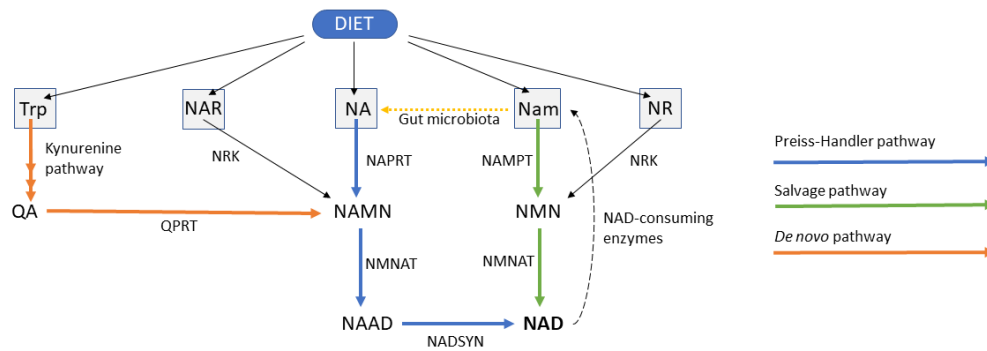 DIET
Trp
NAR
NA
Nam
NR
Gut microbiota
Kynurenine
pathway
NRK
NAPRT
NAMPT
NRK
QA
QPRT
NAMN
NMN
NAD-consuming
enzymes
NMNAT
NMNAT
NAAD
NADSYN
NAD
Preiss-Handler pathway
Salvage pathway
De novo pathway